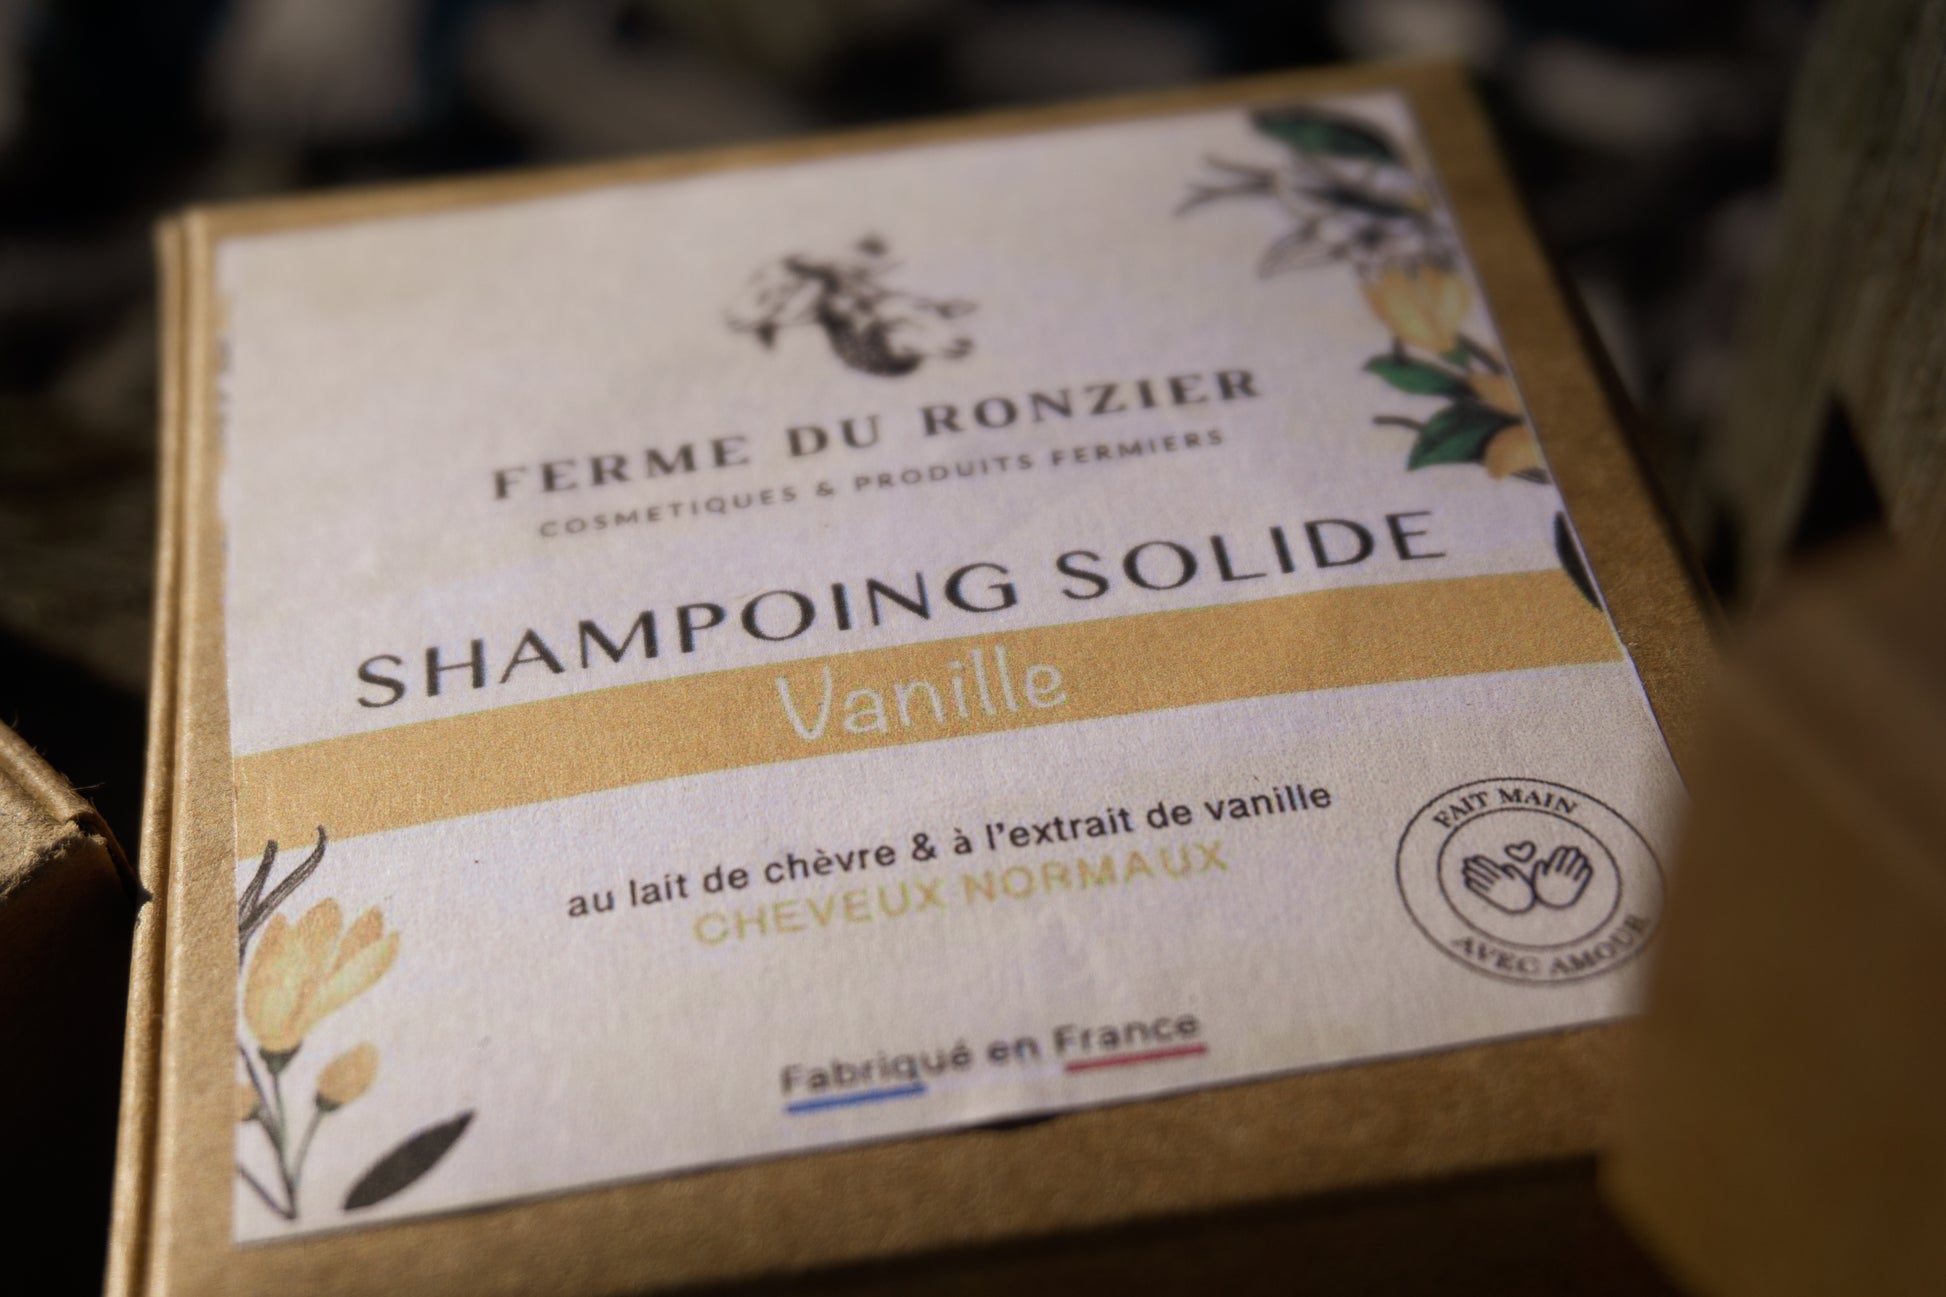 FERME DU RONZIER
COSMETIQUES & PRODUITS FERMIERS
SHAMPOING SOLIDE
Vanille
au lait de chèvre & à l'extrait de vanille
CHEVEUX NORMAUX
FAIT MAIN
AVEC AMOUR
Fabriqué en France